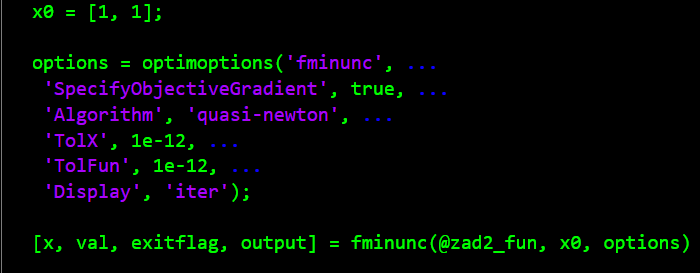 x0 = [1, 1];
options = optimoptions('fminunc', ...
'SpecifyObjectiveGradient', true, ...
'Algorithm', 'quasi-newton', ...
'TolX', 1e-12, ...
'TolFun', 1e-12, ...
'Display', 'iter');
[x, val, exitflag, output] = fminunc(@zad2_fun, x0, options)